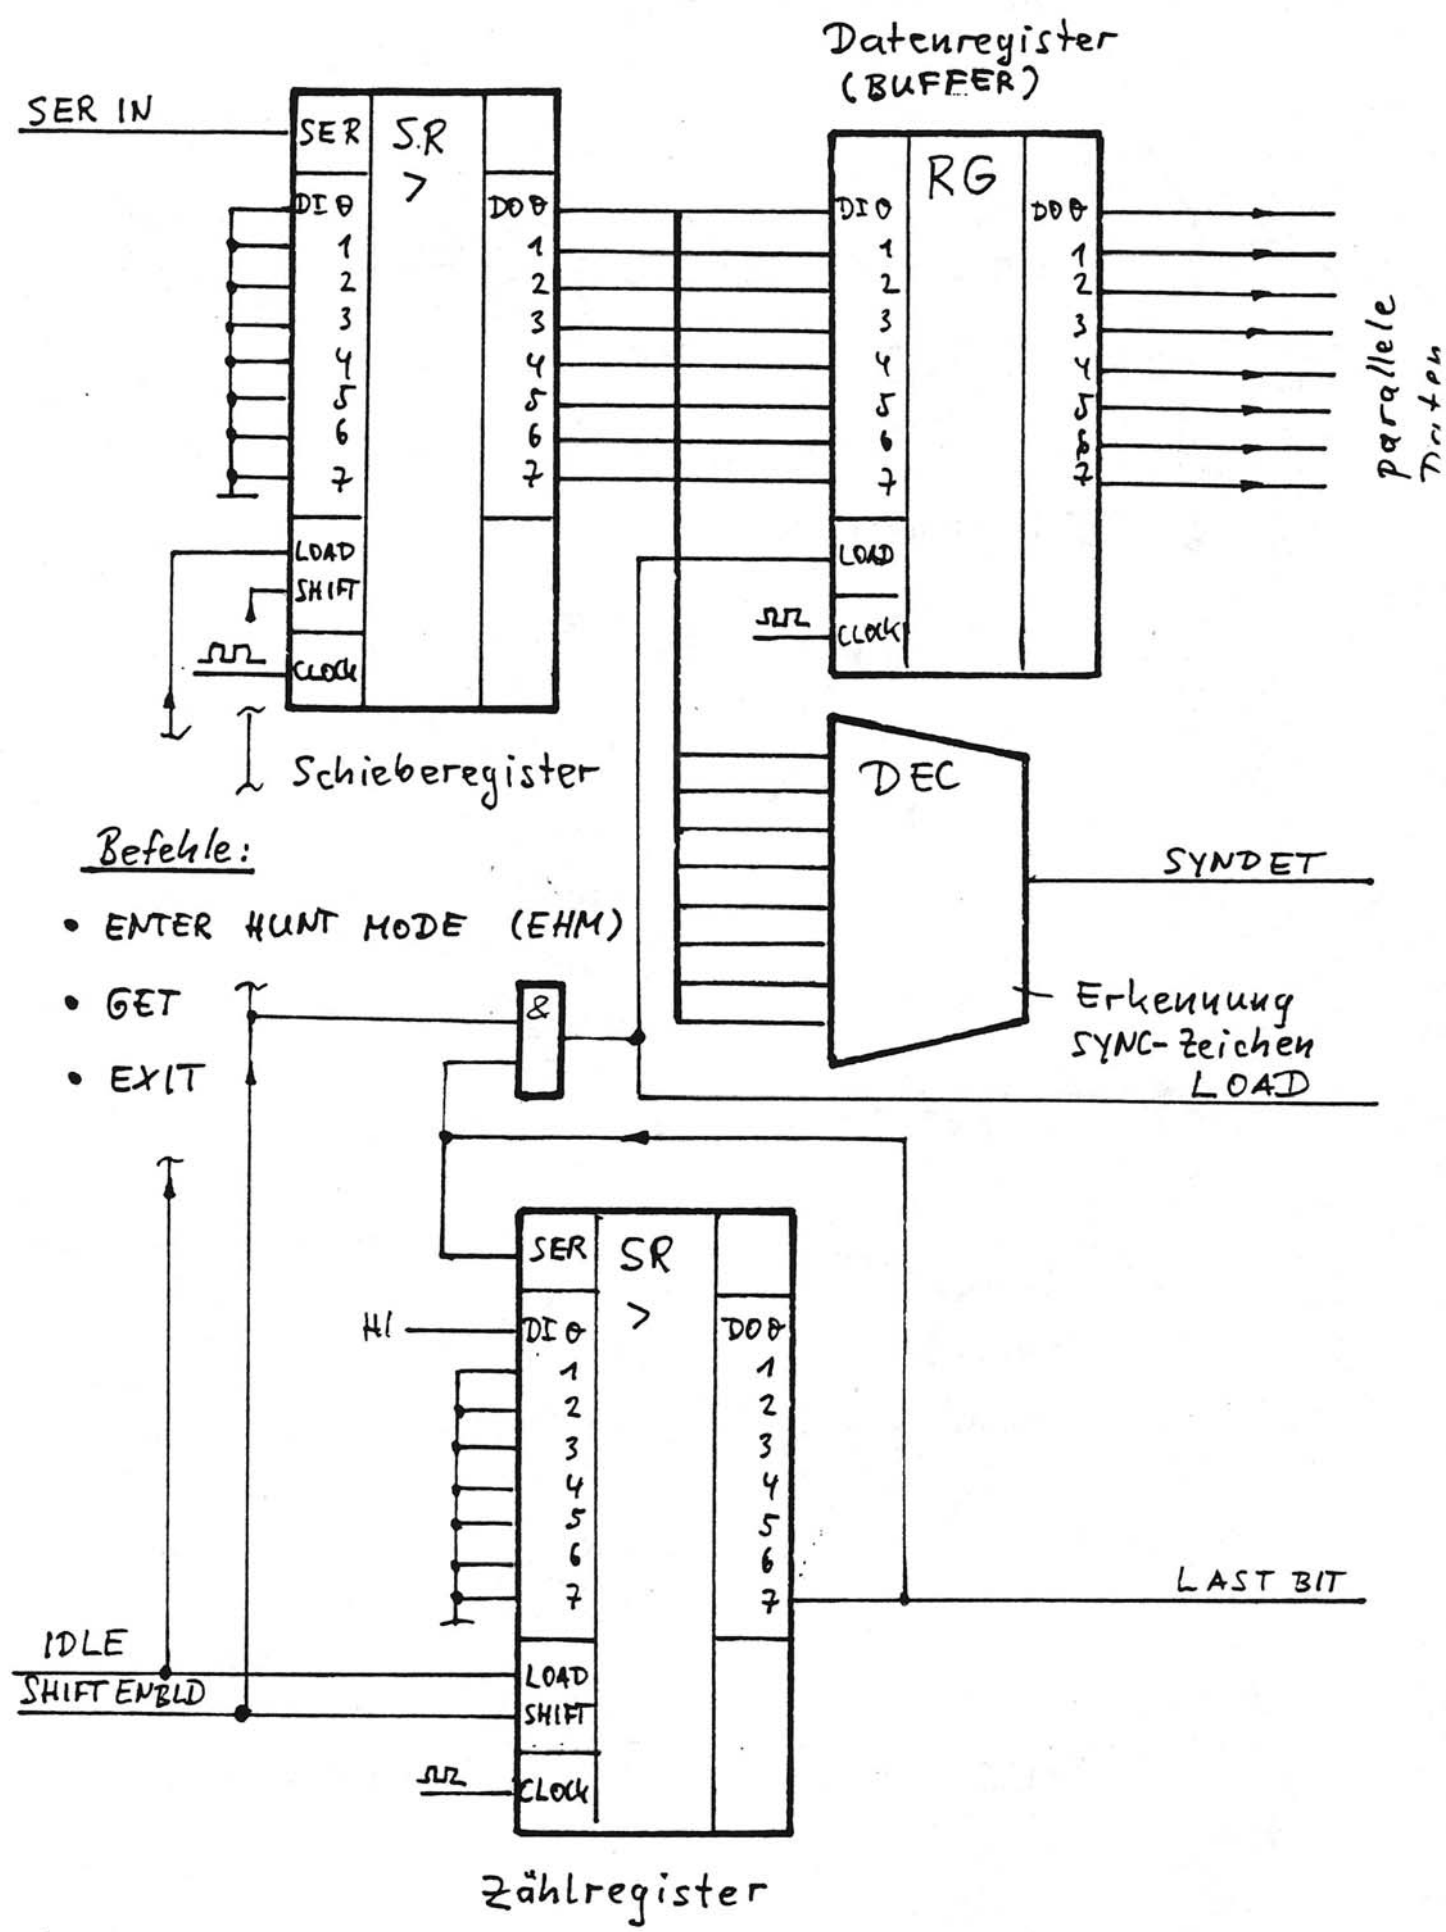 Datenregister
(BUFFER)
SER IN
SER
SR
>
DI 0
1
2
3
4
5
6
7
DO 0
1
2
3
4
5
6
7
LOAD
SHIFT
CLOCK
Schieberegister
RG
DI 0
1
2
3
4
5
6
7
DO 0
1
2
3
4
5
6
7
LOAD
CLOCK
parallele
Daten
DEC
SYNDET
Erkennung
SYNC-Zeichen
LOAD
Befehle:
• ENTER HUNT MODE (EHM)
• GET
• EXIT
&
SER
SR
>
HI
DI 0
1
2
3
4
5
6
7
DO 0
1
2
3
4
5
6
7
LAST BIT
IDLE
SHIFT ENBLD
LOAD
SHIFT
CLOCK
Zählregister